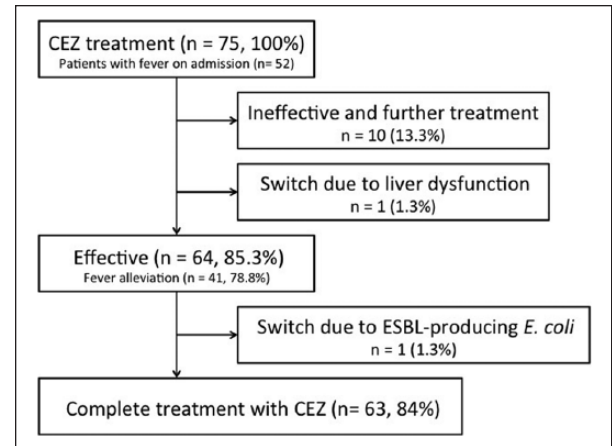 CEZ treatment (n = 75, 100%)
Patients with fever on admission (n= 52)
Ineffective and further treatment
n = 10 (13.3%)
Switch due to liver dysfunction
n = 1 (1.3%)
Effective (n = 64, 85.3%)
Fever alleviation (n = 41, 78.8%)
Switch due to ESBL-producing E. coli
n = 1 (1.3%)
Complete treatment with CEZ (n= 63, 84%)